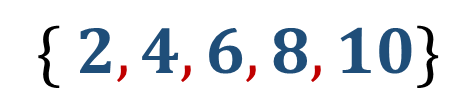 { 2, 4, 6, 8, 10}